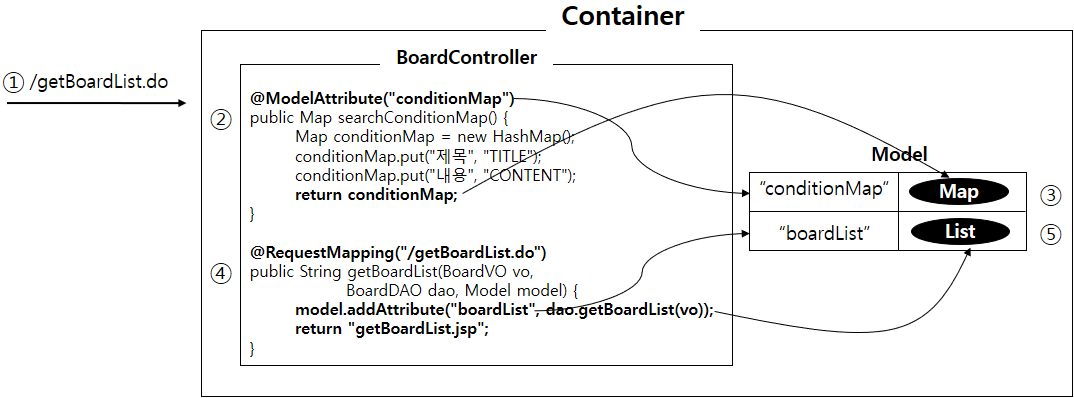 Container
① /getBoardList.do
BoardController
@ModelAttribute("conditionMap")
② public Map searchConditionMap() {
Map conditionMap = new HashMap();
conditionMap.put("제목", "TITLE");
conditionMap.put("내용", "CONTENT");
return conditionMap;
}
@RequestMapping("/getBoardList.do")
④ public String getBoardList(BoardVO vo,
BoardDAO dao, Model model) {
model.addAttribute("boardList", dao.getBoardList(vo));
return "getBoardList.jsp";
}
Model
“conditionMap” Map ③
“boardList” List ⑤